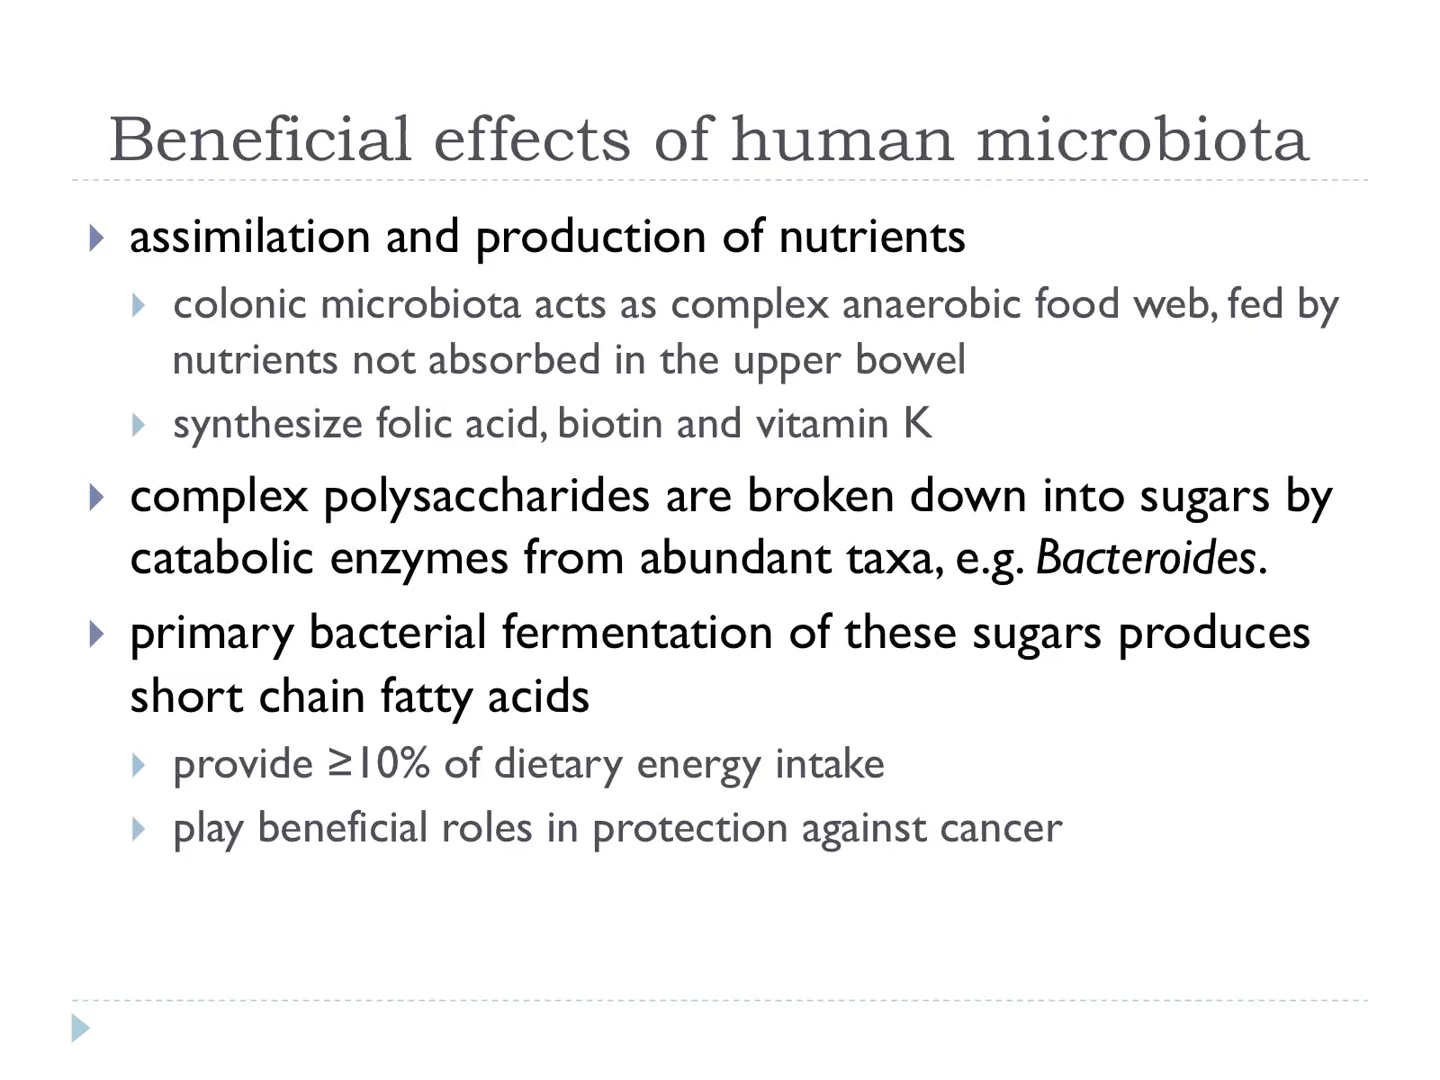 Beneficial effects of human microbiota
assimilation and production of nutrients
colonic microbiota acts as complex anaerobic food web, fed by
nutrients not absorbed in the upper bowel
synthesize folic acid, biotin and vitamin K
complex polysaccharides are broken down into sugars by
catabolic enzymes from abundant taxa, e.g. Bacteroides.
primary bacterial fermentation of these sugars produces
short chain fatty acids
provide ≥10% of dietary energy intake
play beneficial roles in protection against cancer